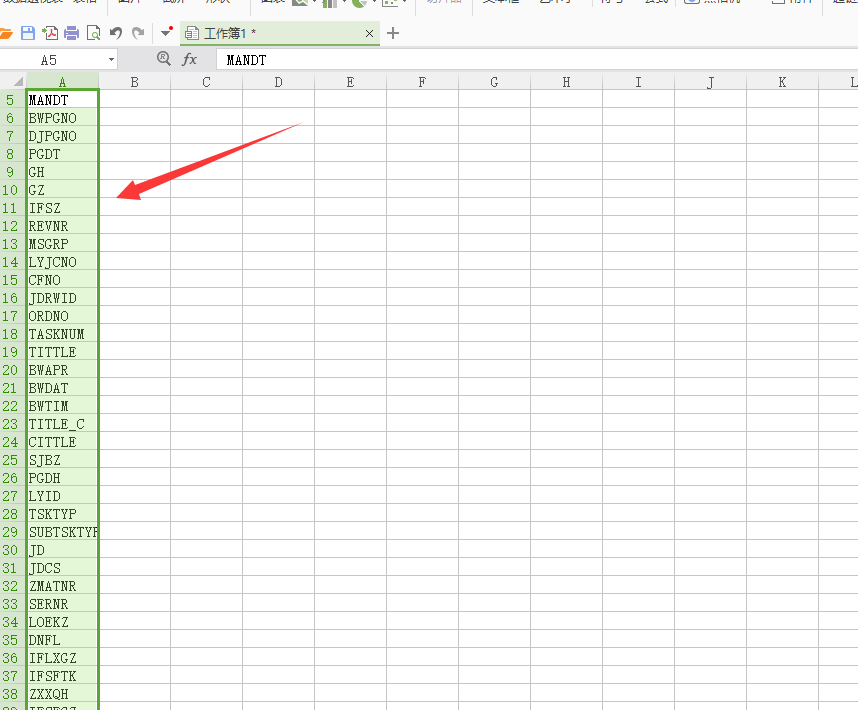 工作簿1 *
A5
fx
MANDT
A B C D E F G H I J K L
5 MANDT
6 BWPGNO
7 DJPGNO
8 PGDT
9 GH
10 GZ
11 IFSZ
12 REVNR
13 MSGRP
14 LYJCNO
15 CFNO
16 JDRWID
17 ORDNO
18 TASKNUM
19 TITTLE
20 BWAPR
21 BWDAT
22 BWTIM
23 TITLE_C
24 CITTLE
25 SJBZ
26 PGDH
27 LYID
28 TSKTYP
29 SUBTSKTYP
30 JD
31 JDCS
32 ZMATNR
33 SERNR
34 LOEKZ
35 DNFL
36 IFLXGZ
37 IFSFTK
38 ZXXQH